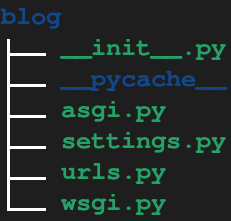 blog
__init__.py
__pycache__
asgi.py
settings.py
urls.py
wsgi.py